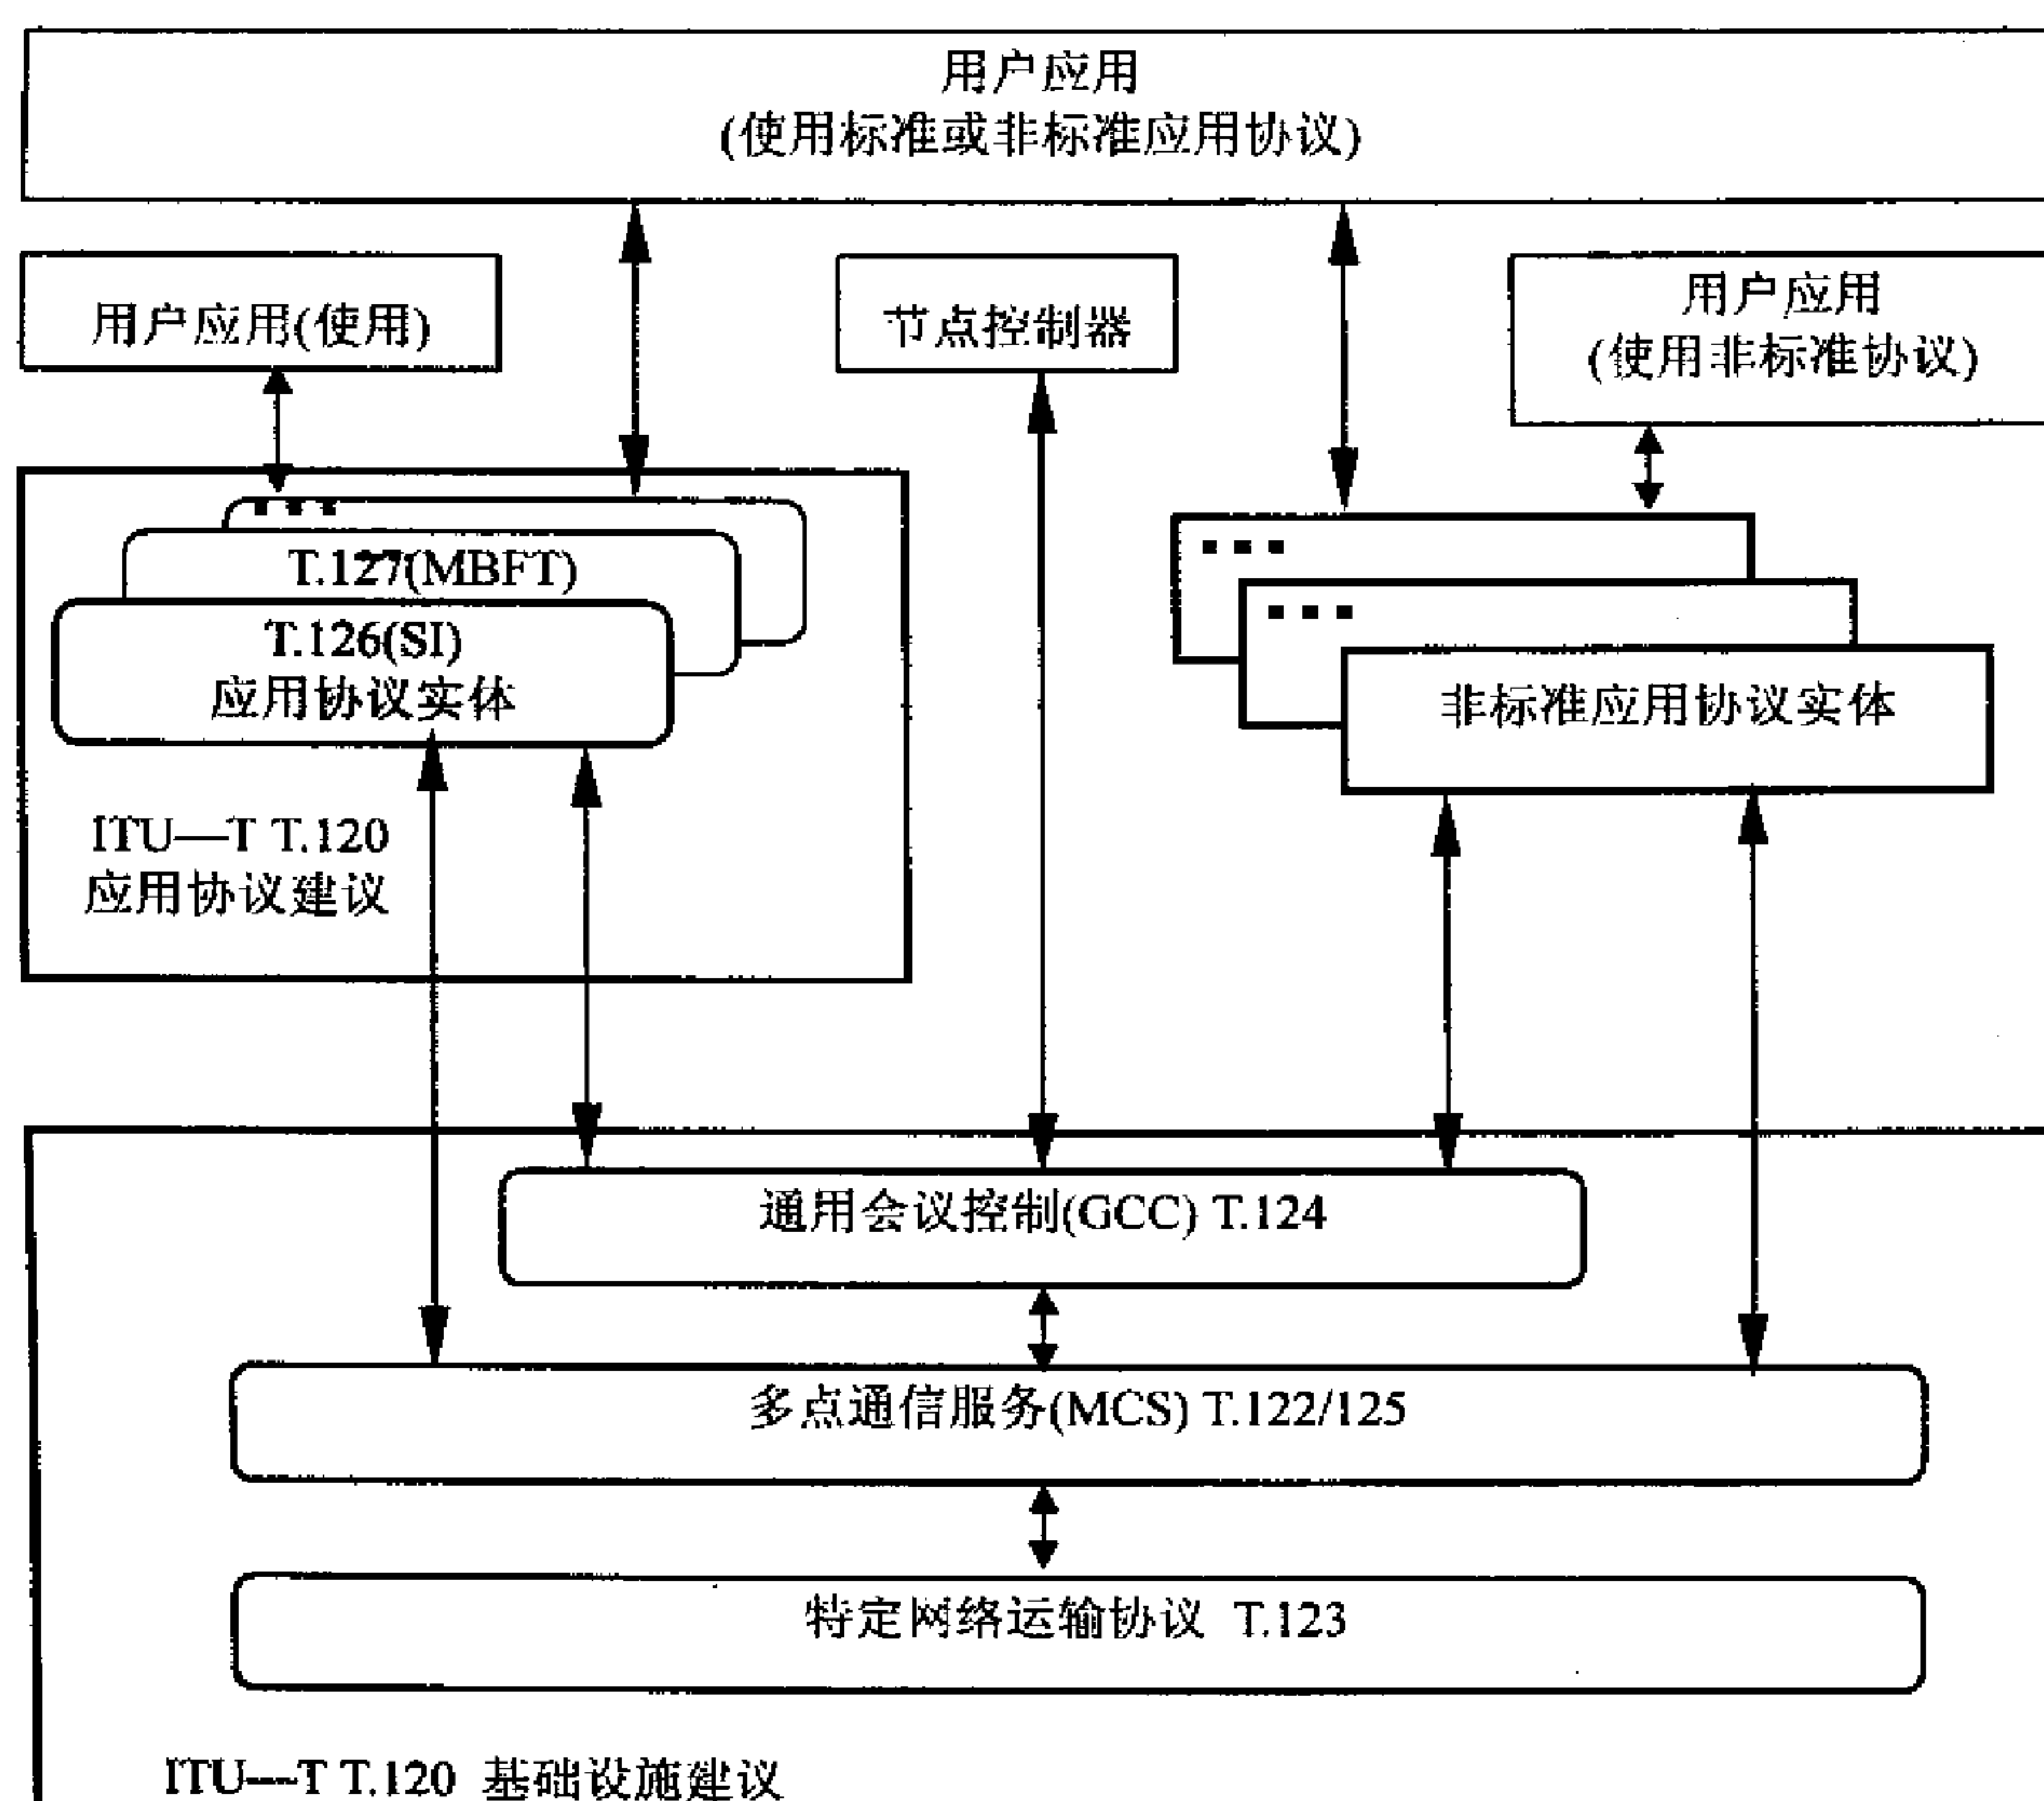 用户应用
(使用标准或非标准应用协议)
用户应用(使用)
节点控制器
用户应用
(使用非标准协议)
T.127(MBFT)
T.126(SI)
应用协议实体
非标准应用协议实体
ITU—T T.120
应用协议建议
通用会议控制(GCC) T.124
多点通信服务(MCS) T.122/125
特定网络运输协议 T.123
ITU—T T.120 基础设施建议